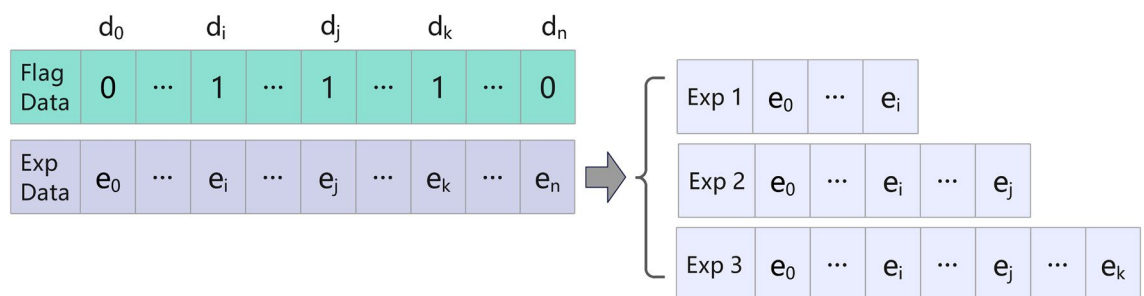 d₀ dᵢ dⱼ dₖ dₙ
Flag Data 0 ... 1 ... 1 ... 1 ... 0
Exp Data e₀ ... eᵢ ... eⱼ ... eₖ ... eₙ
Exp 1 e₀ ... eᵢ
Exp 2 e₀ ... eᵢ ... eⱼ
Exp 3 e₀ ... eᵢ ... eⱼ ... eₖ